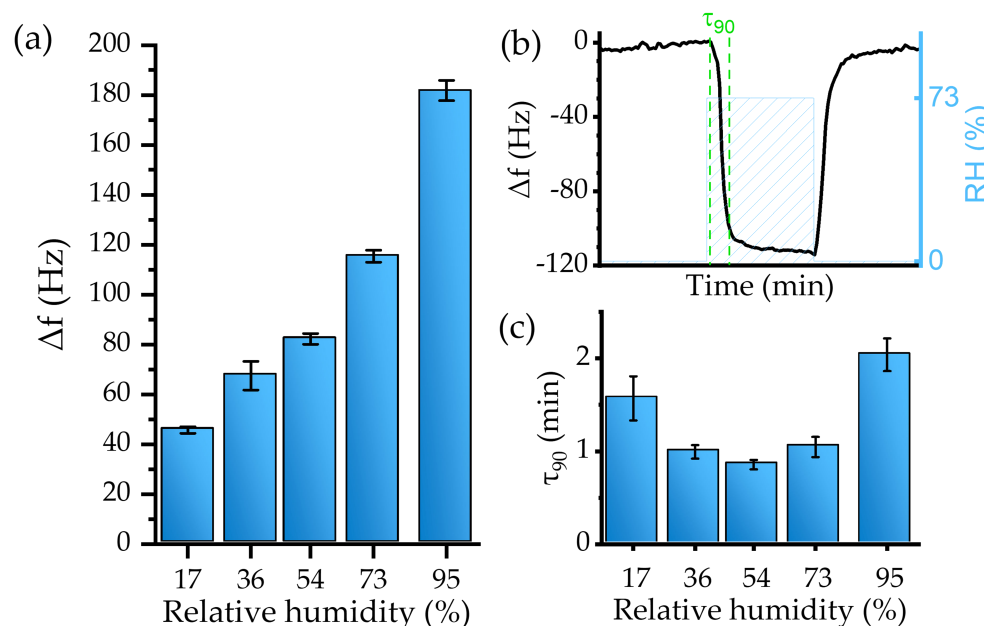 (a)
200
180
160
140
120
100
80
60
40
20
0
Δf (Hz)
17 36 54 73 95
Relative humidity (%)
(b)
τ90
0
-40
-80
-120
Δf (Hz)
73
0
RH (%)
Time (min)
(c)
2
1
0
τ90 (min)
17 36 54 73 95
Relative humidity (%)